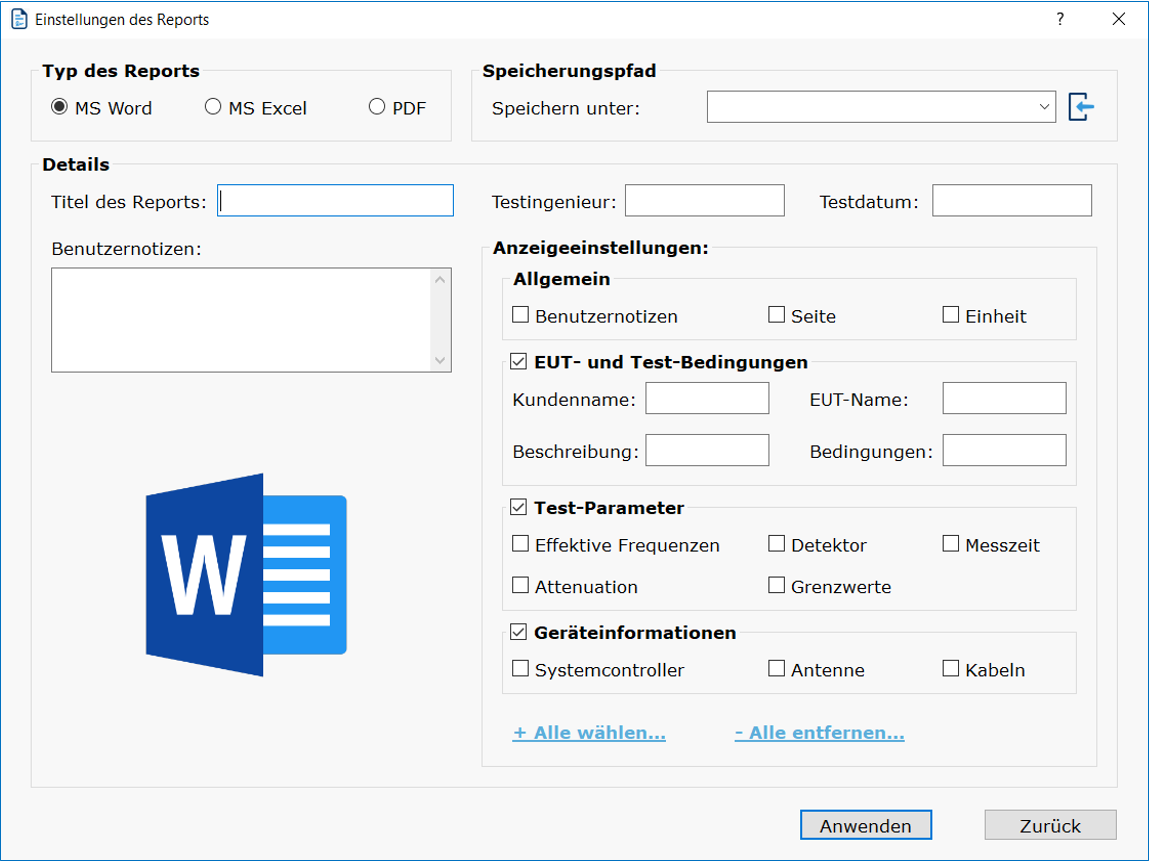 Einstellungen des Reports ?
Typ des Reports
MS Word MS Excel PDF
Speicherungspfad
Speichern unter:
Details
Titel des Reports: Testingenieur: Testdatum:
Benutzernotizen:
W
Anzeigeeinstellungen:
Allgemein
Benutzernotizen Seite Einheit
EUT- und Test-Bedingungen
Kundenname: EUT-Name:
Beschreibung: Bedingungen:
Test-Parameter
Effektive Frequenzen Detektor Messzeit
Attenuation Grenzwerte
Geräteinformationen
Systemcontroller Antenne Kabeln
+ Alle wählen... - Alle entfernen...
Anwenden Zurück